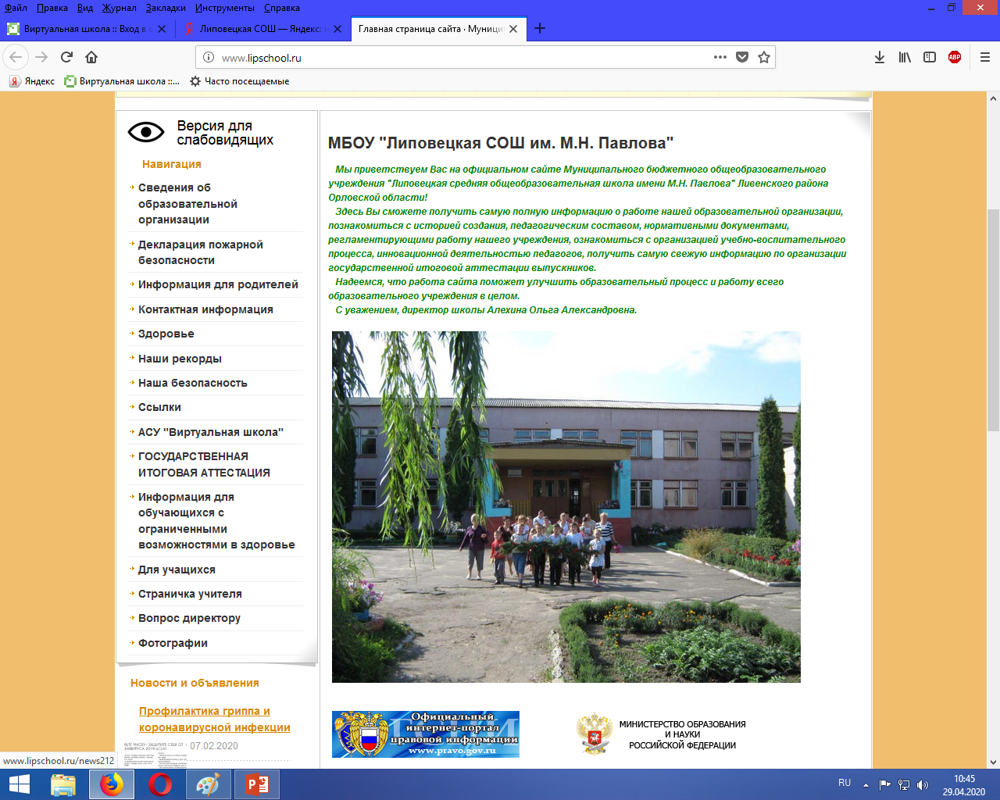 Файл Правка Вид Журнал Закладки Инструменты Справка
Виртуальная школа :: Вход в с
Липовецкая СОШ — Яндекс: н
Главная страница сайта · Муници
www.lipschool.ru
ABP
Яндекс
Виртуальная школа ::...
Часто посещаемые
Версия для
слабовидящих
Навигация
Сведения об
образовательной
организации
Декларация пожарной
безопасности
Информация для родителей
Контактная информация
Здоровье
Наши рекорды
Наша безопасность
Ссылки
АСУ "Виртуальная школа"
ГОСУДАРСТВЕННАЯ
ИТОГОВАЯ АТТЕСТАЦИЯ
Информация для
обучающихся с
ограниченными
возможностями в здоровье
Для учащихся
Страничка учителя
Вопрос директору
Фотографии
Новости и объявления
Профилактика гриппа и
коронавирусной инфекции
07.02.2020
МБОУ "Липовецкая СОШ им. М.Н. Павлова"
Мы приветствуем Вас на официальном сайте Муниципального бюджетного общеобразовательного
учреждения "Липовецкая средняя общеобразовательная школа имени М.Н. Павлова" Ливенского района
Орловской области!
Здесь Вы сможете получить самую полную информацию о работе нашей образовательной организации,
познакомиться с историей создания, педагогическим составом, нормативными документами,
регламентирующими работу нашего учреждения, ознакомиться с организацией учебно-воспитательного
процесса, инновационной деятельностью педагогов, получить самую свежую информацию по организации
государственной итоговой аттестации выпускников.
Надеемся, что работа сайта поможет улучшить образовательный процесс и работу всего
образовательного учреждения в целом.
С уважением, директор школы Алехина Ольга Александровна.
Официальный
интернет-портал
правовой информации
www.pravo.gov.ru
МИНИСТЕРСТВО ОБРАЗОВАНИЯ
И НАУКИ
РОССИЙСКОЙ ФЕДЕРАЦИИ
www.lipschool.ru/news212
RU
10:45
29.04.2020